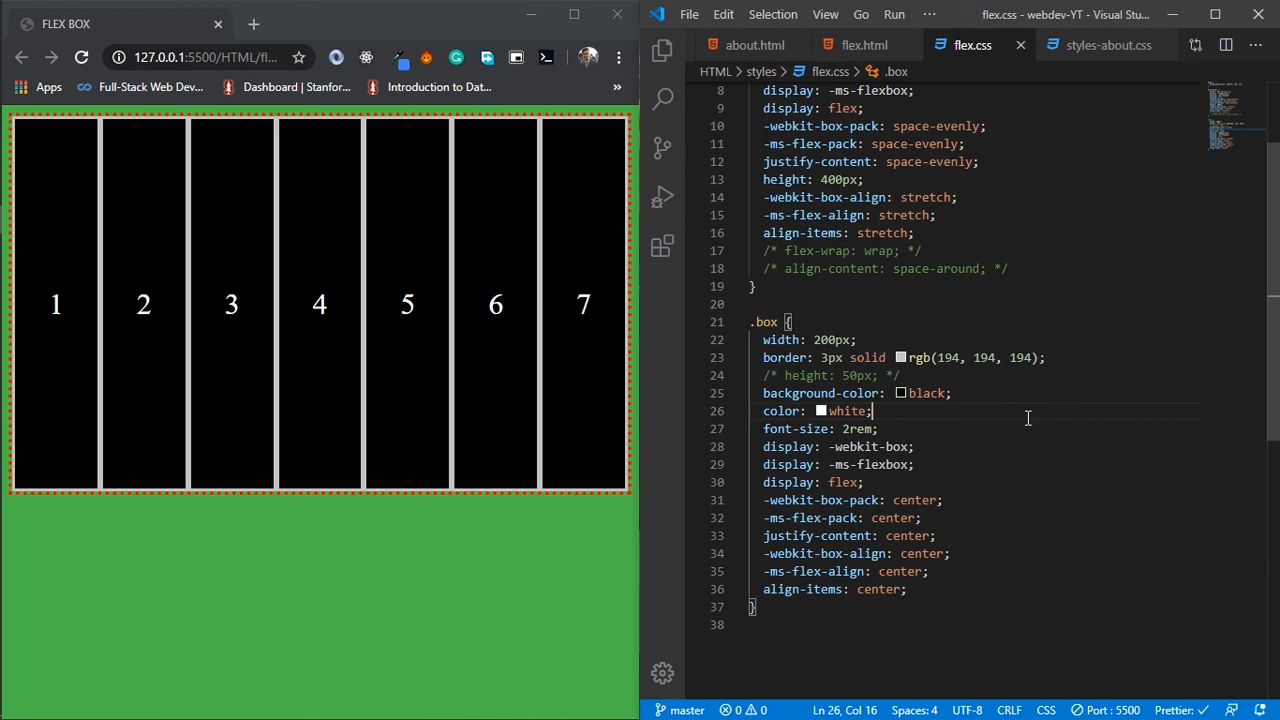 FLEX BOX
127.0.0.1:5500/HTML/fl...
Apps
Full-Stack Web Dev...
Dashboard | Stanfor...
Introduction to Dat...
»
1 2 3 4 5 6 7
File Edit Selection View Go Run ··· flex.css - webdev-YT - Visual Stu...
about.html flex.html flex.css styles-about.css
HTML > styles > flex.css > .box
8 display: -ms-flexbox;
9 display: flex;
10 -webkit-box-pack: space-evenly;
11 -ms-flex-pack: space-evenly;
12 justify-content: space-evenly;
13 height: 400px;
14 -webkit-box-align: stretch;
15 -ms-flex-align: stretch;
16 align-items: stretch;
17 /* flex-wrap: wrap; */
18 /* align-content: space-around; */
19 }
20
21 .box {
22 width: 200px;
23 border: 3px solid rgb(194, 194, 194);
24 /* height: 50px; */
25 background-color: black;
26 color: white;
27 font-size: 2rem;
28 display: -webkit-box;
29 display: -ms-flexbox;
30 display: flex;
31 -webkit-box-pack: center;
32 -ms-flex-pack: center;
33 justify-content: center;
34 -webkit-box-align: center;
35 -ms-flex-align: center;
36 align-items: center;
37 }
38
master 0 0 Ln 26, Col 16 Spaces: 4 UTF-8 CRLF CSS Port : 5500 Prettier: ✓